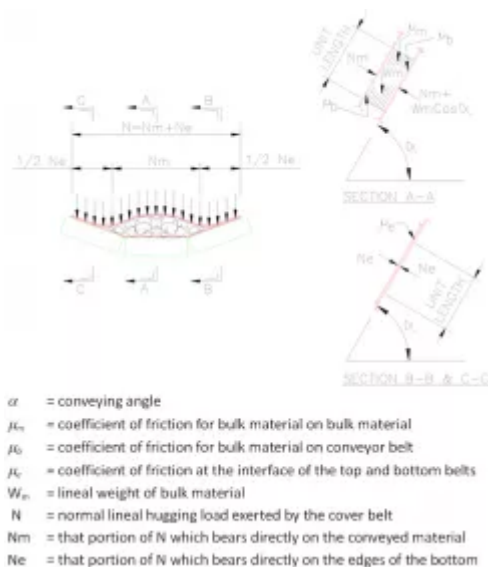 C A B
N=Nm+Ne
1/2 Ne Nm 1/2 Ne
C A B
UNIT
LENGTH
Nm
Wm
Nm+
WmCosα
α
SECTION A-A
Ne Ne
UNIT
LENGTH
α
SECTION B-B & C-C
α = conveying angle
μm = coefficient of friction for bulk material on bulk material
μb = coefficient of friction for bulk material on conveyor belt
μe = coefficient of friction at the interface of the top and bottom belts
Wm = lineal weight of bulk material
N = normal lineal hugging load exerted by the cover belt
Nm = that portion of N which bears directly on the conveyed material
Ne = that portion of N which bears directly on the edges of the bottom